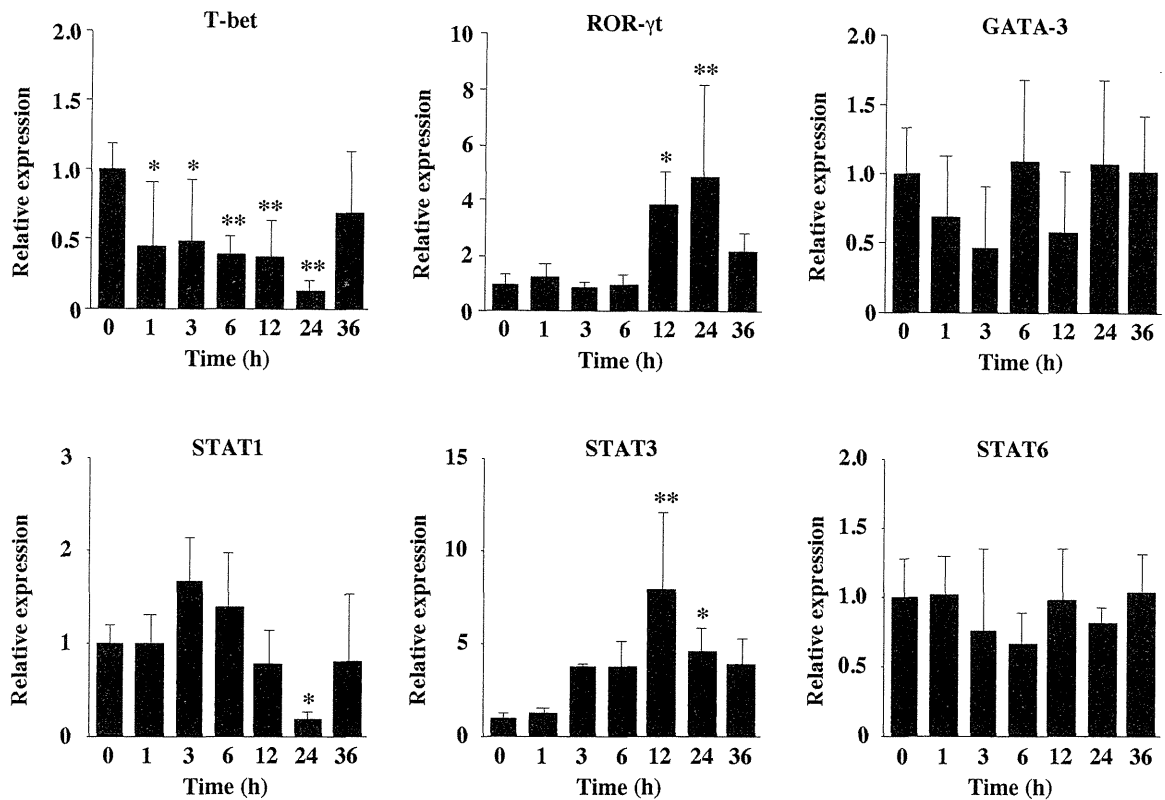 T-bet
2.0
1.5
1.0
0.5
0
Relative expression
* * ** ** **
0 1 3 6 12 24 36
Time (h)
ROR-γt
10
8
6
4
2
0
Relative expression
* **
0 1 3 6 12 24 36
Time (h)
GATA-3
2.0
1.5
1.0
0.5
0
Relative expression
0 1 3 6 12 24 36
Time (h)
STAT1
3
2
1
0
Relative expression
*
0 1 3 6 12 24 36
Time (h)
STAT3
15
10
5
0
Relative expression
** *
0 1 3 6 12 24 36
Time (h)
STAT6
2.0
1.5
1.0
0.5
0
Relative expression
0 1 3 6 12 24 36
Time (h)